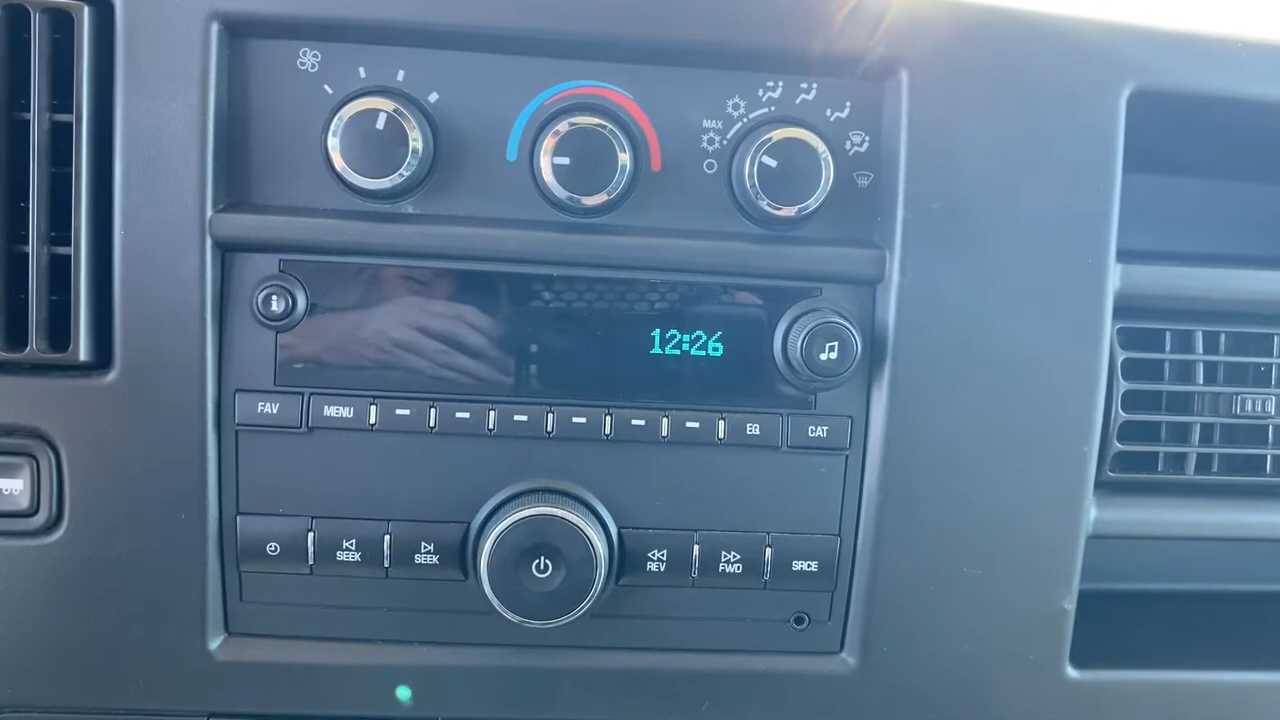 MAX
i
12:26
FAV
MENU
EQ
CAT
SEEK
SEEK
REV
FWD
SRCE